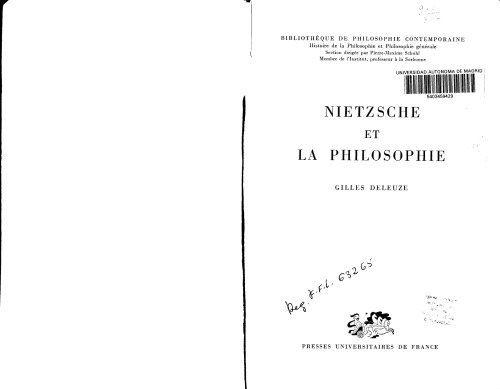 BIBLIOTHÈQUE DE PHILOSOPHIE CONTEMPORAINE
Histoire de la Philosophie et Philosophie générale
Section dirigée par Pierre-Maxime Schuhl
Membre de l'Institut, professeur à la Sorbonne
UNIVERSIDAD AUTONOMA DE MADRID
5403459429
NIETZSCHE
ET
LA PHILOSOPHIE
GILLES DELEUZE
Reg. F.F.L. 63265
PRESSES UNIVERSITAIRES DE FRANCE